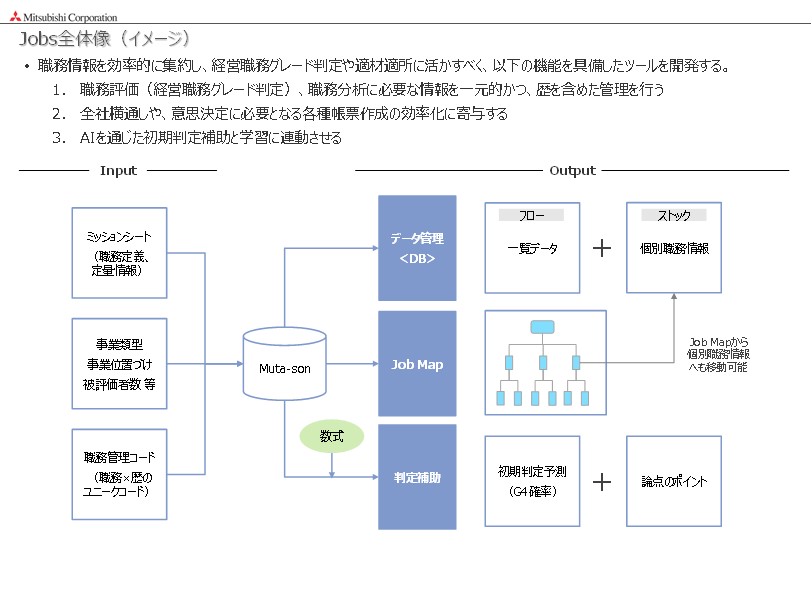 Mitsubishi Corporation
Jobs全体像（イメージ）
• 職務情報を効率的に集約し、経営職務グレード判定や適材適所に活かすべく、以下の機能を具備したツールを開発する。
1. 職務評価（経営職務グレード判定）、職務分析に必要な情報を一元的かつ、歴を含めた管理を行う
2. 全社横通しや、意思決定に必要となる各種帳票作成の効率化に寄与する
3. AIを通じた初期判定補助と学習に連動させる
Input
Output
ミッションシート
（職務定義、
定量情報）
事業類型
事業位置づけ
被評価者数 等
職務管理コード
（職務×歴の
ユニークコード）
Muta-son
数式
データ管理
<DB>
フロー
一覧データ
＋
ストック
個別職務情報
Job Map
Job Mapから
個別職務情報
へも移動可能
判定補助
初期判定予測
（G4確率）
＋
論点のポイント